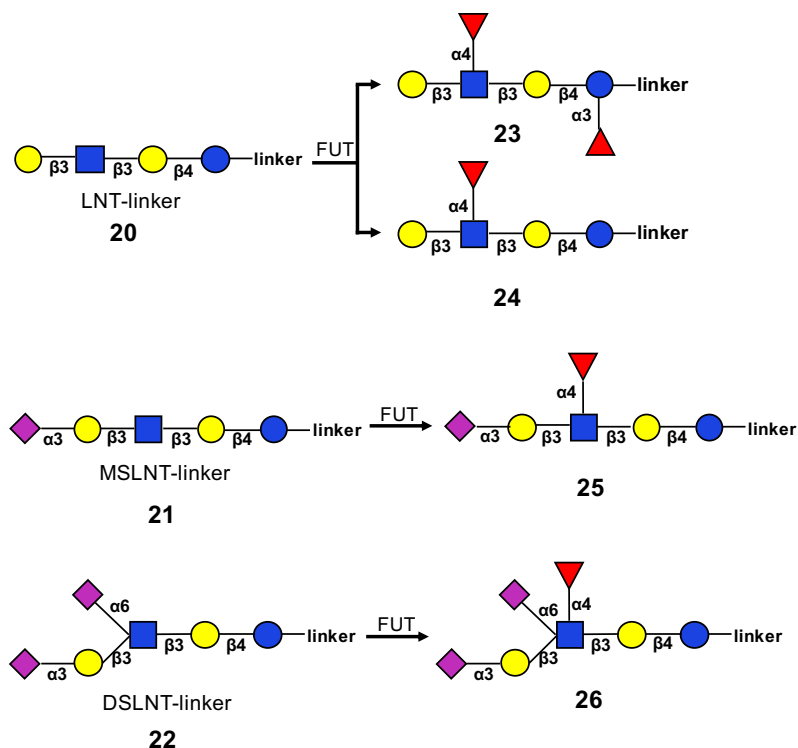 α4
β3
β3
β4
linker
α3
23
FUT
β3
β3
β4
linker
LNT-linker
20
α4
β3
β3
β4
linker
24
α3
β3
β3
β4
linker
MSLNT-linker
21
FUT
α4
α3
β3
β3
β4
linker
25
α6
β3
β3
β4
linker
α3
DSLNT-linker
22
FUT
α6
α4
β3
β3
β4
linker
α3
26